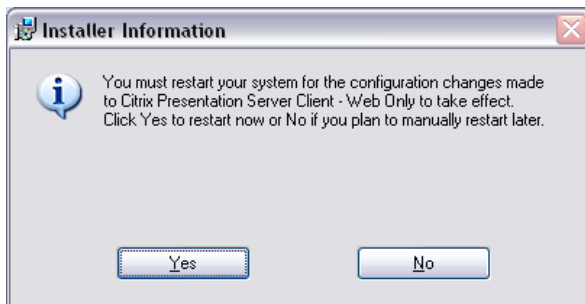 Installer Information
You must restart your system for the configuration changes made
to Citrix Presentation Server Client - Web Only to take effect.
Click Yes to restart now or No if you plan to manually restart later.
Yes
No